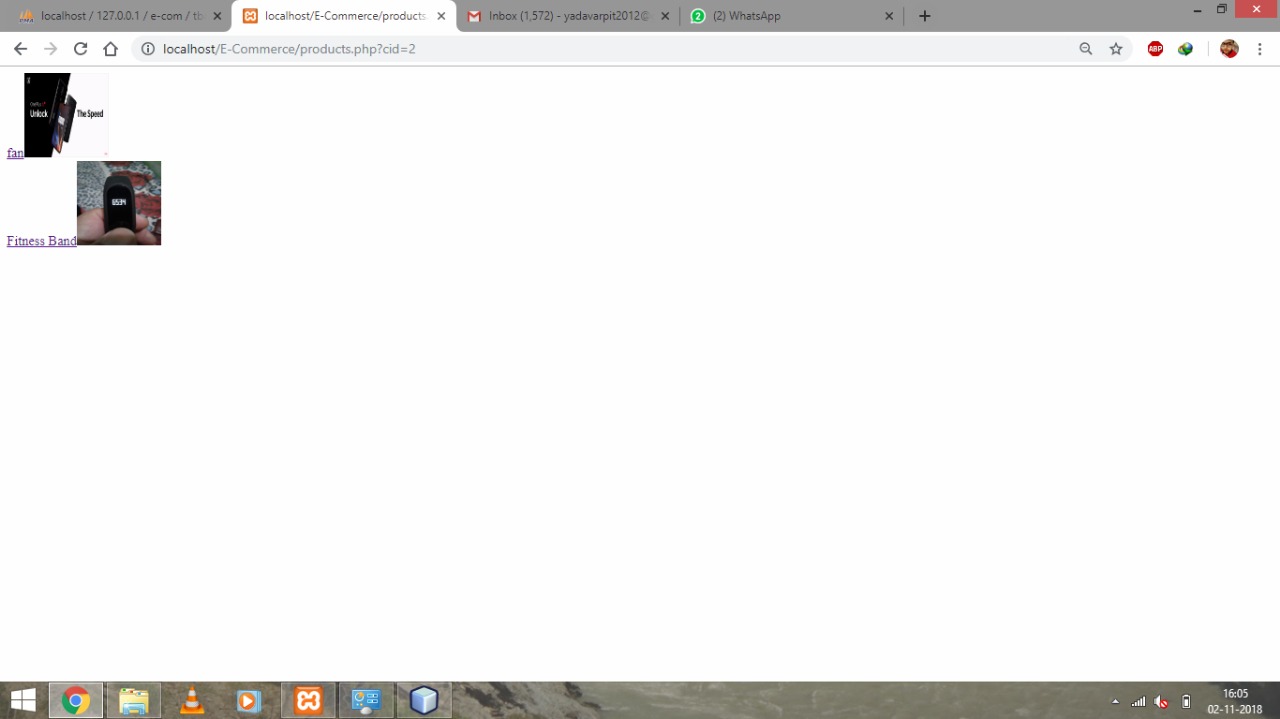 localhost / 127.0.0.1 / e-com / tb
localhost/E-Commerce/products.
Inbox (1,572) - yadavarpit2012@
2
(2) WhatsApp
localhost/E-Commerce/products.php?cid=2
ABP
Unlock
The Speed
fan
Fitness Band
16:05
02-11-2018